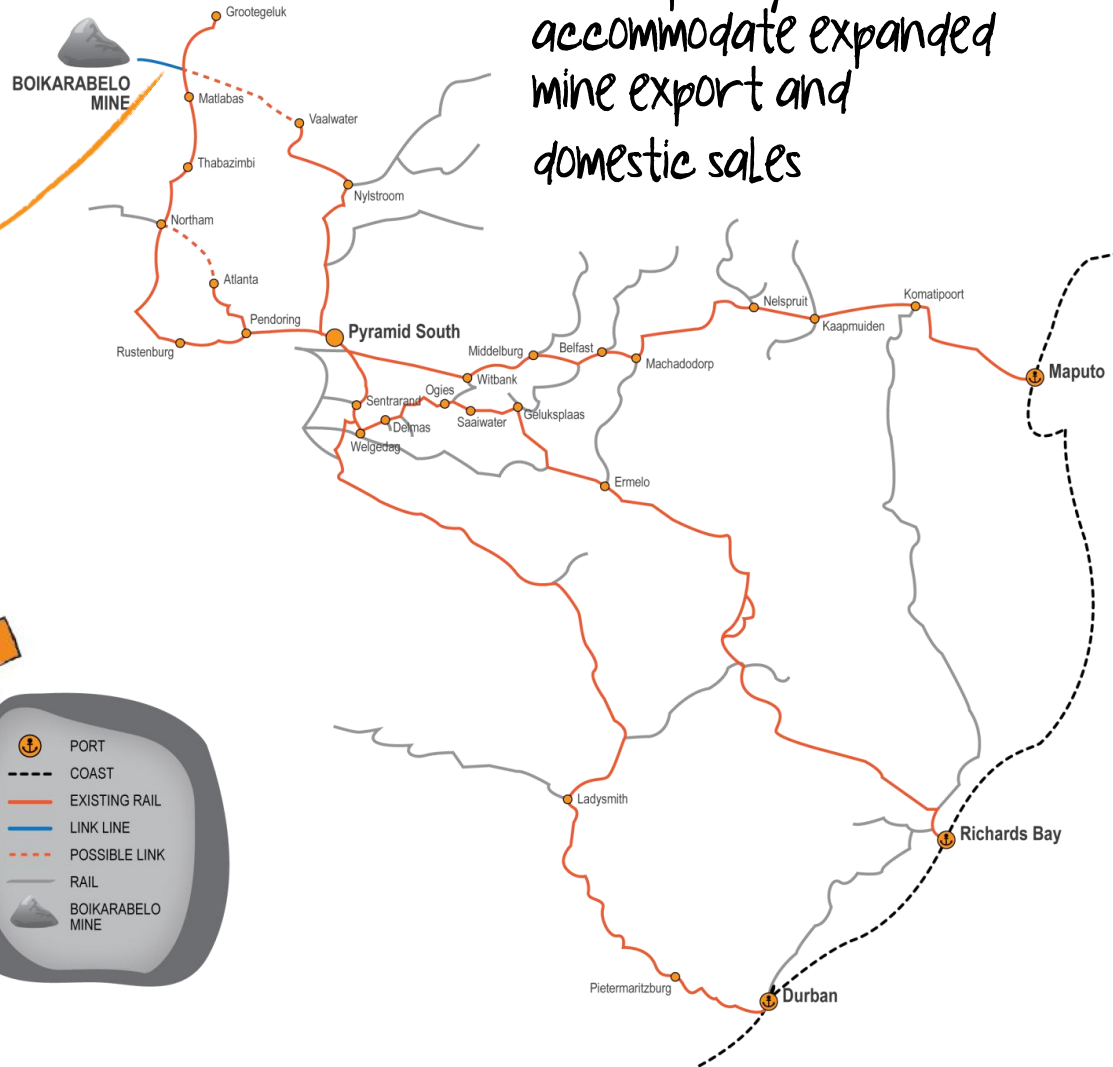 accommodate expanded
mine export and
domestic sales
Grootegeluk
BOIKARABELO
MINE
Matlabas
Vaalwater
Thabazimbi
Nylstroom
Northam
Atlanta
Pendoring
Rustenburg
Pyramid South
Middelburg
Belfast
Machadodorp
Nelspruit
Kaapmuiden
Komatipoort
Maputo
Witbank
Sentrarand
Ogies
Saaiwater
Geluksplaas
Delmas
Welgedag
Ermelo
Ladysmith
Richards Bay
Pietermaritzburg
Durban
PORT
COAST
EXISTING RAIL
LINK LINE
POSSIBLE LINK
RAIL
BOIKARABELO
MINE